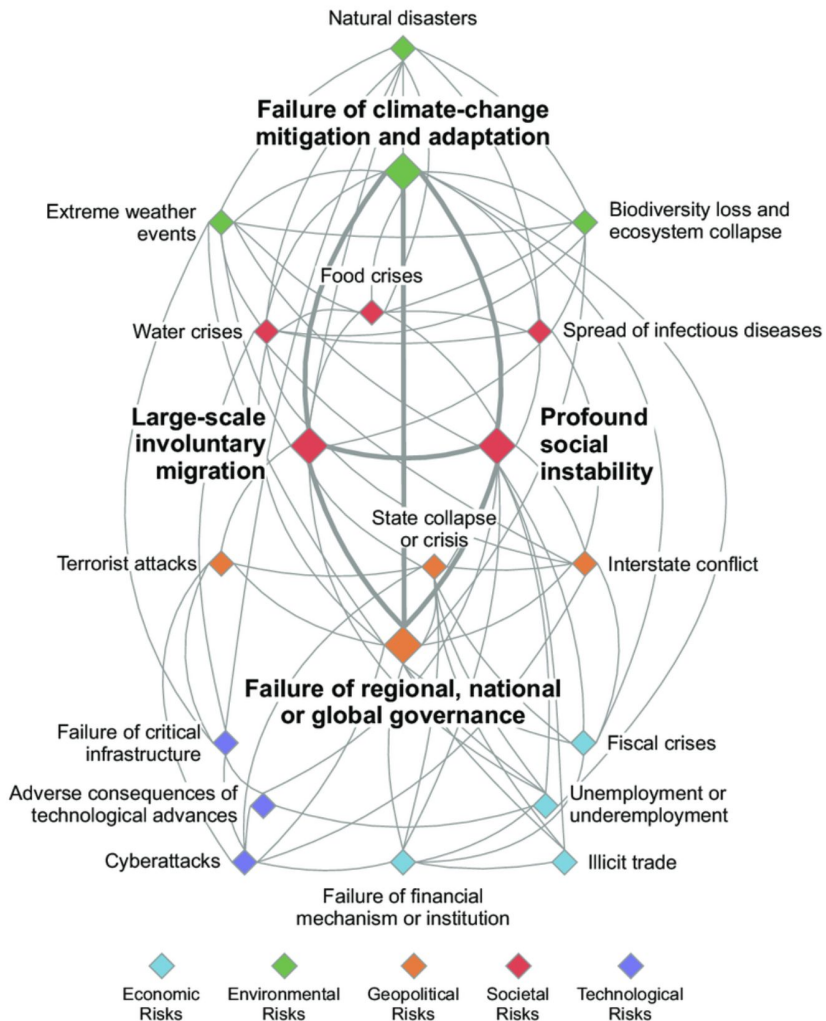 Natural disasters
Failure of climate-change
mitigation and adaptation
Extreme weather
events
Biodiversity loss and
ecosystem collapse
Food crises
Water crises
Spread of infectious diseases
Large-scale
involuntary
migration
Profound
social
instability
State collapse
or crisis
Terrorist attacks
Interstate conflict
Failure of regional, national
or global governance
Failure of critical
infrastructure
Fiscal crises
Adverse consequences of
technological advances
Unemployment or
underemployment
Cyberattacks
Illicit trade
Failure of financial
mechanism or institution
Economic
Risks
Environmental
Risks
Geopolitical
Risks
Societal
Risks
Technological
Risks